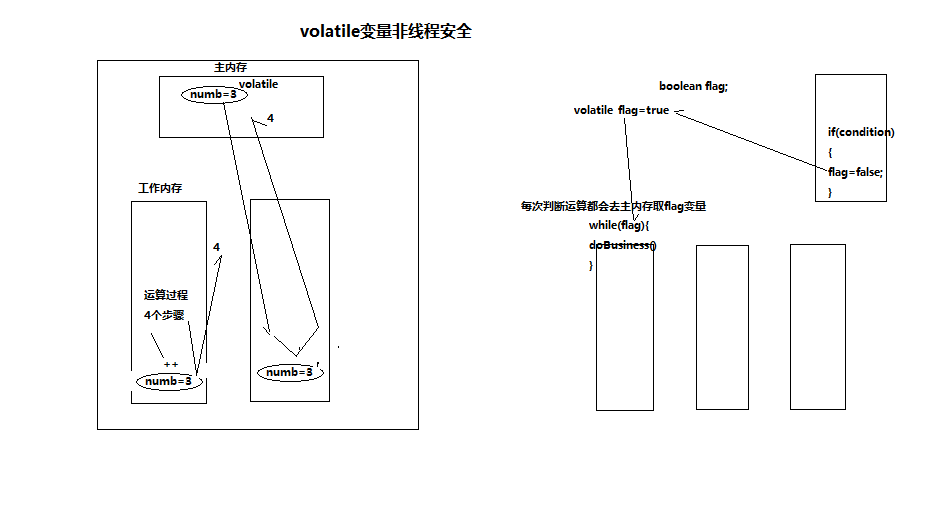 volatile变量非线程安全
主内存
volatile
numb=3
4
工作内存
4
运算过程
4个步骤
++
numb=3
numb=3
boolean flag;
volatile flag=true
if(condition)
{
flag=false;
}
每次判断运算都会去主内存取flag变量
while(flag){
doBusiness()
}